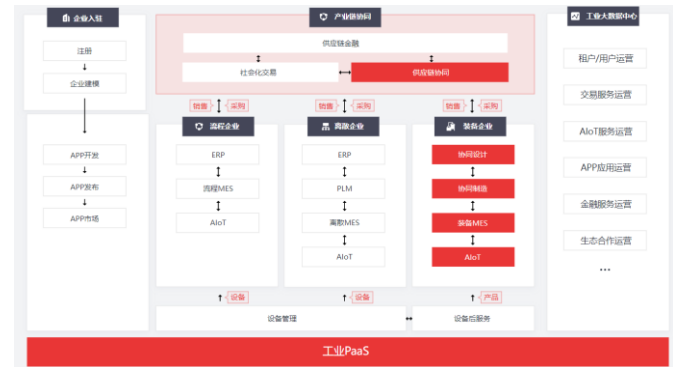 企业入驻
注册
企业建模
APP开发
APP发布
APP市场
产业链协同
供应链金融
社会化交易
供应链协同
销售
采购
销售
采购
销售
采购
流程企业
ERP
流程MES
AIoT
离散企业
ERP
PLM
离散MES
AIoT
装备企业
协同设计
协同制造
装备MES
AIoT
设备
设备
产品
设备管理
设备后服务
工业大数据中心
租户/用户运营
交易服务运营
AIoT服务运营
APP应用运营
金融服务运营
生态合作运营
...
工业PaaS